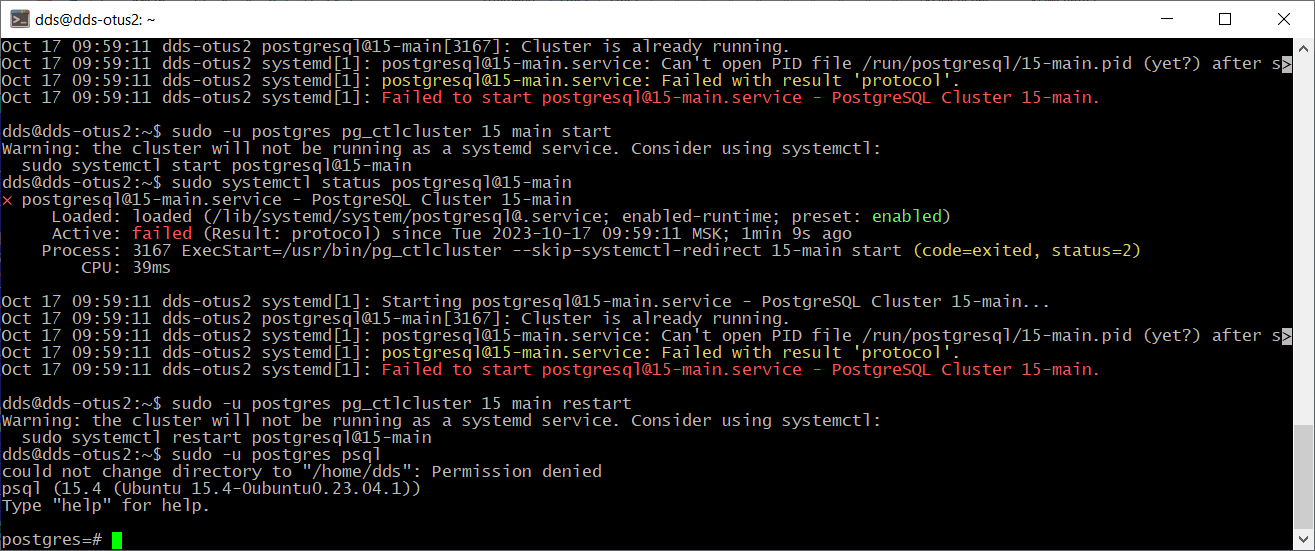 dds@dds-otus2: ~
Oct 17 09:59:11 dds-otus2 postgresql@15-main[3167]: Cluster is already running.
Oct 17 09:59:11 dds-otus2 systemd[1]: postgresql@15-main.service: Can't open PID file /run/postgresql/15-main.pid (yet?) after s>
Oct 17 09:59:11 dds-otus2 systemd[1]: postgresql@15-main.service: Failed with result 'protocol'.
Oct 17 09:59:11 dds-otus2 systemd[1]: Failed to start postgresql@15-main.service - PostgreSQL Cluster 15-main.
dds@dds-otus2:~$ sudo -u postgres pg_ctlcluster 15 main start
Warning: the cluster will not be running as a systemd service. Consider using systemctl:
  sudo systemctl start postgresql@15-main
dds@dds-otus2:~$ sudo systemctl status postgresql@15-main
× postgresql@15-main.service - PostgreSQL Cluster 15-main
     Loaded: loaded (/lib/systemd/system/postgresql@.service; enabled-runtime; preset: enabled)
     Active: failed (Result: protocol) since Tue 2023-10-17 09:59:11 MSK; 1min 9s ago
    Process: 3167 ExecStart=/usr/bin/pg_ctlcluster --skip-systemctl-redirect 15-main start (code=exited, status=2)
        CPU: 39ms
Oct 17 09:59:11 dds-otus2 systemd[1]: Starting postgresql@15-main.service - PostgreSQL Cluster 15-main...
Oct 17 09:59:11 dds-otus2 postgresql@15-main[3167]: Cluster is already running.
Oct 17 09:59:11 dds-otus2 systemd[1]: postgresql@15-main.service: Can't open PID file /run/postgresql/15-main.pid (yet?) after s>
Oct 17 09:59:11 dds-otus2 systemd[1]: postgresql@15-main.service: Failed with result 'protocol'.
Oct 17 09:59:11 dds-otus2 systemd[1]: Failed to start postgresql@15-main.service - PostgreSQL Cluster 15-main.
dds@dds-otus2:~$ sudo -u postgres pg_ctlcluster 15 main restart
Warning: the cluster will not be running as a systemd service. Consider using systemctl:
  sudo systemctl restart postgresql@15-main
dds@dds-otus2:~$ sudo -u postgres psql
could not change directory to "/home/dds": Permission denied
psql (15.4 (Ubuntu 15.4-0ubuntu0.23.04.1))
Type "help" for help.
postgres=#